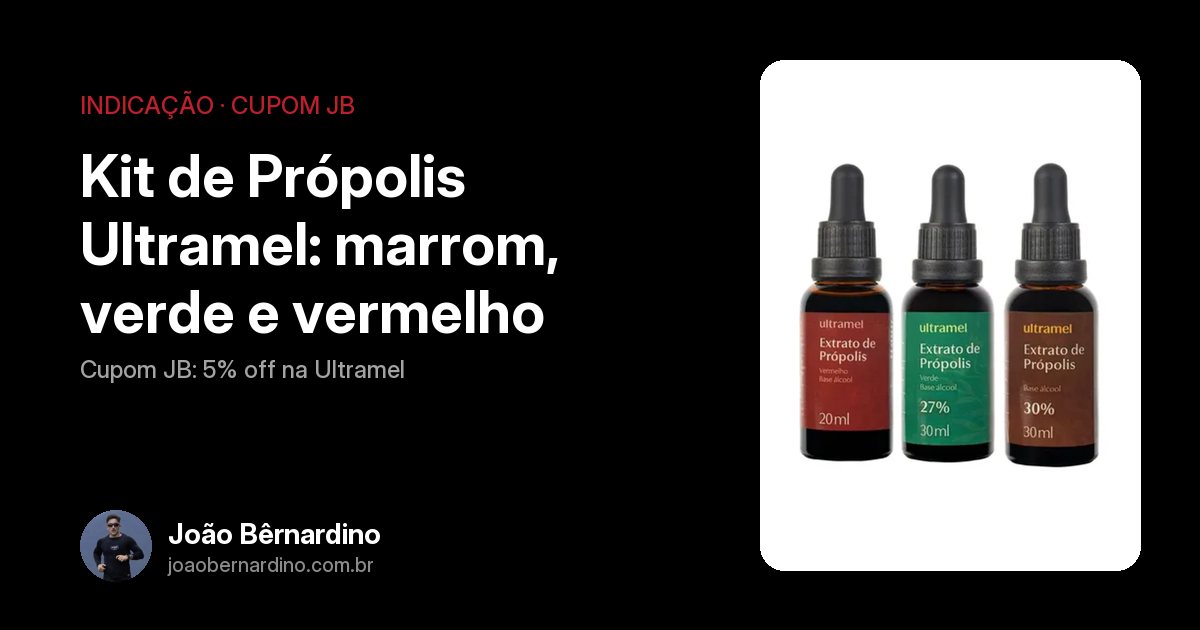 INDICAÇÃO · CUPOM JB
Kit de Própolis
Ultramel: marrom,
verde e vermelho
Cupom JB: 5% off na Ultramel
João Bêrnardino
joaobernardino.com.br
ultramel
Extrato de
Própolis
Vermelho
Base álcool
20ml
ultramel
Extrato de
Própolis
Verde
Base álcool
27%
30ml
ultramel
Extrato de
Própolis
Base álcool
30%
30ml